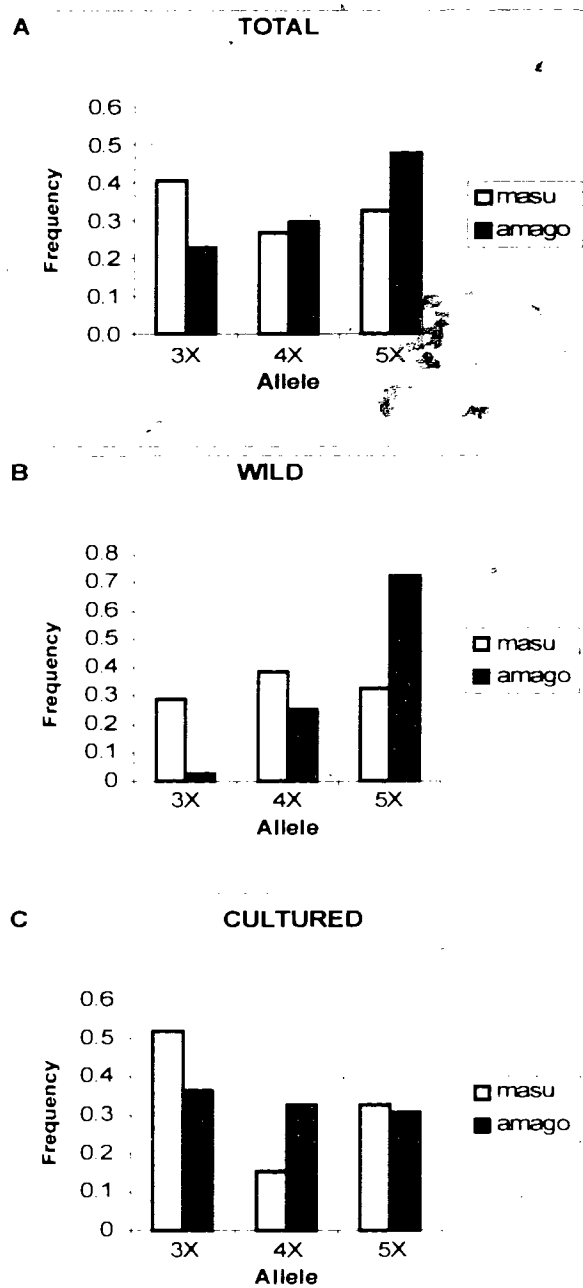 A TOTAL
0.6
0.5
0.4
0.3
0.2
0.1
0.0
Frequency
3X 4X 5X
Allele
masu
amago
B WILD
0.8
0.7
0.6
0.5
0.4
0.3
0.2
0.1
0
Frequency
3X 4X 5X
Allele
masu
amago
C CULTURED
0.6
0.5
0.4
0.3
0.2
0.1
0
Frequency
3X 4X 5X
Allele
masu
amago